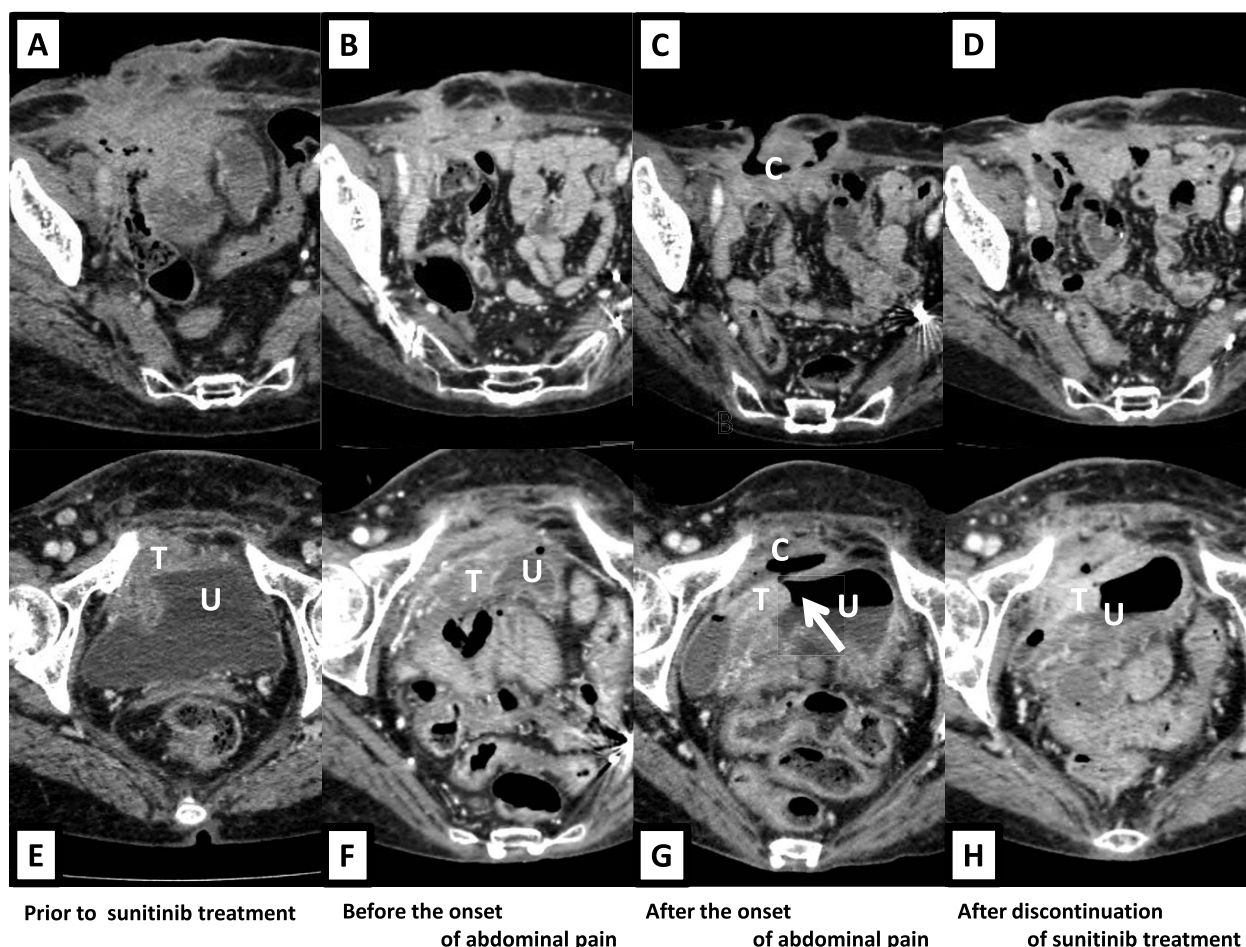 A
B
C
D
C
B
T
U
T
U
C
T
U
T
U
E
F
G
H
Prior to sunitinib treatment
Before the onset
of abdominal pain
After the onset
of abdominal pain
After discontinuation
of sunitinib treatment